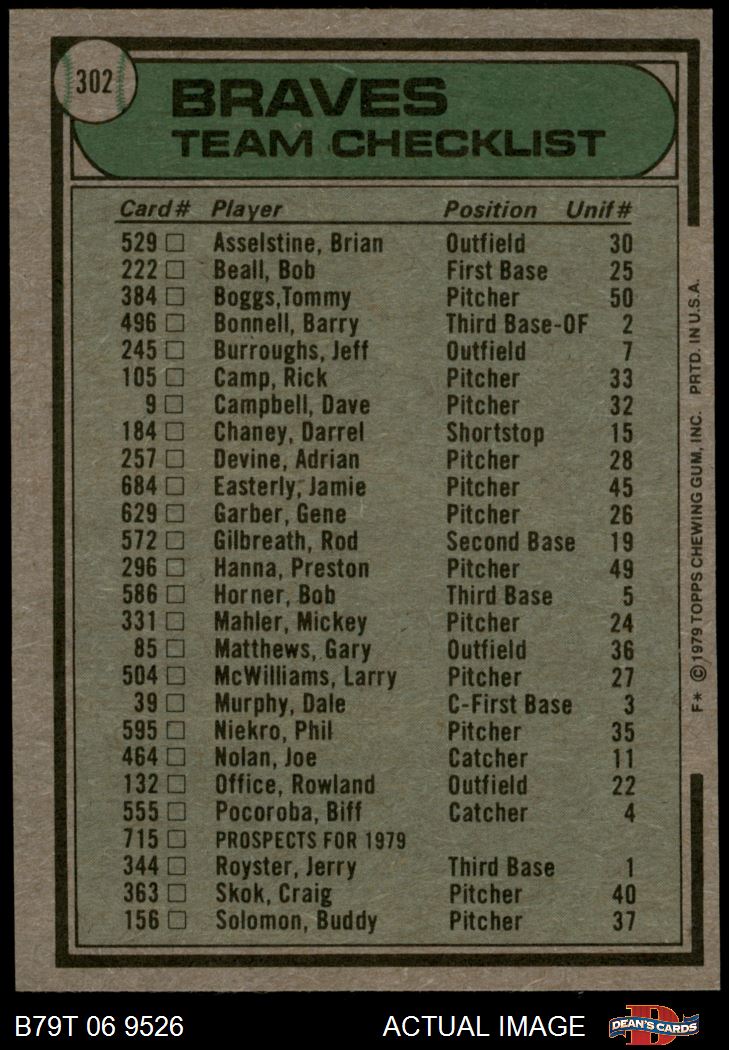 302
BRAVES
TEAM CHECKLIST
Card# Player Position Unif#
529 □ Asselstine, Brian Outfield 30
222 □ Beall, Bob First Base 25
384 □ Boggs,Tommy Pitcher 50
496 □ Bonnell, Barry Third Base-OF 2
245 □ Burroughs, Jeff Outfield 7
105 □ Camp, Rick Pitcher 33
9 □ Campbell, Dave Pitcher 32
184 □ Chaney, Darrel Shortstop 15
257 □ Devine, Adrian Pitcher 28
684 □ Easterly, Jamie Pitcher 45
629 □ Garber, Gene Pitcher 26
572 □ Gilbreath, Rod Second Base 19
296 □ Hanna, Preston Pitcher 49
586 □ Horner, Bob Third Base 5
331 □ Mahler, Mickey Pitcher 24
85 □ Matthews, Gary Outfield 36
504 □ McWilliams, Larry Pitcher 27
39 □ Murphy, Dale C-First Base 3
595 □ Niekro, Phil Pitcher 35
464 □ Nolan, Joe Catcher 11
132 □ Office, Rowland Outfield 22
555 □ Pocoroba, Biff Catcher 4
715 □ PROSPECTS FOR 1979
344 □ Royster, Jerry Third Base 1
363 □ Skok, Craig Pitcher 40
156 □ Solomon, Buddy Pitcher 37
F* © 1979 TOPPS CHEWING GUM, INC. PRTD. IN U.S.A.
B79T 06 9526 ACTUAL IMAGE
D
DEAN'S CARDS